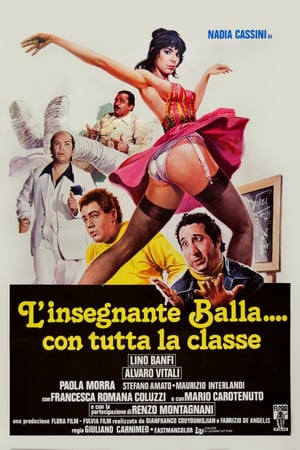 NADIA CASSINI in
L'insegnante Balla....
con tutta la classe
LINO BANFI
ALVARO VITALI
PAOLA MORRA STEFANO AMATO • MAURIZIO INTERLANDI
con FRANCESCA ROMANA COLUZZI e con MARIO CAROTENUTO
e con la partecipazione di RENZO MONTAGNANI
una produzione FLORA FILM - FULVIA FILM realizzata da GIANFRANCO COUYOUMDJIAN e FABRIZIO DE ANGELIS
regia GIULIANO CARNIMEO - EASTMANCOLOR
FLORA